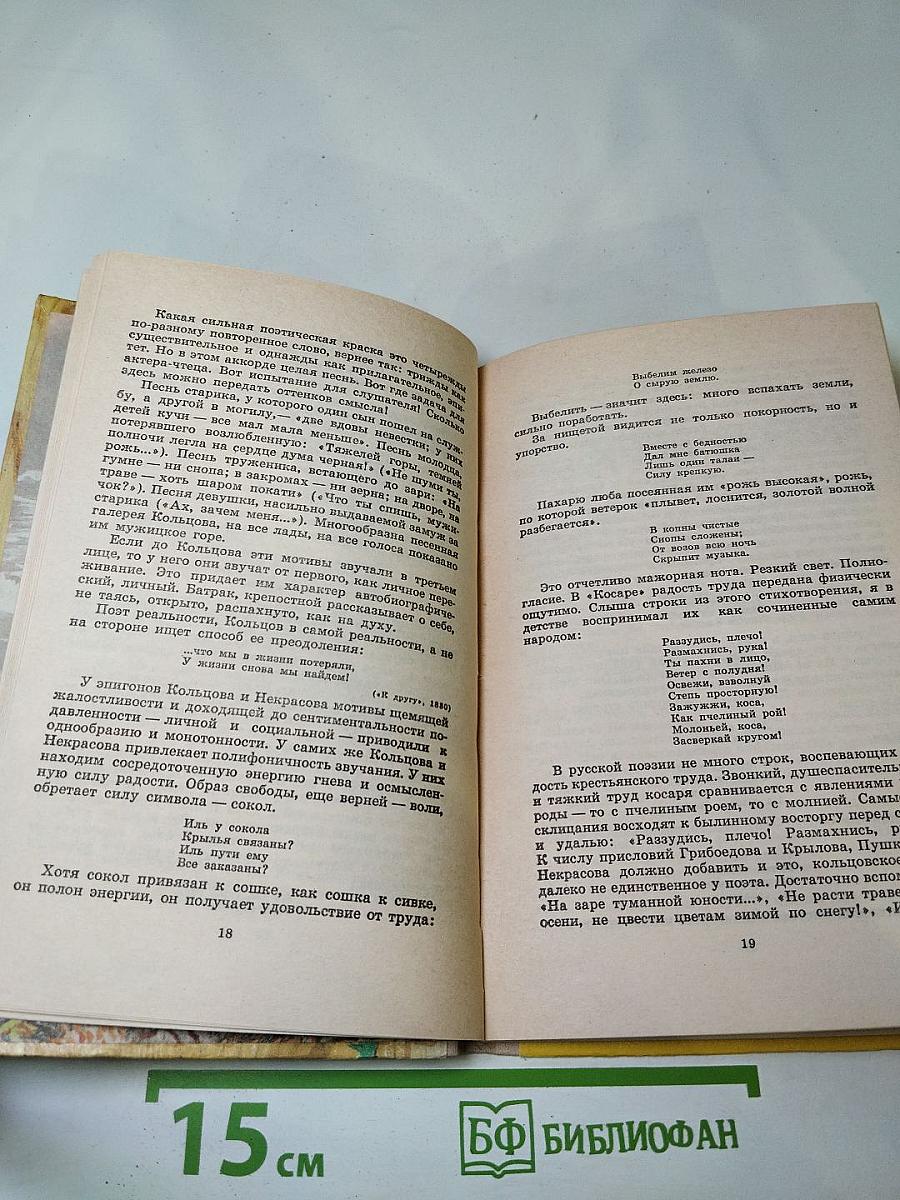 Какая сильная поэтическая краска это четырежды
по-разному повторенное слово, вернее так: трижды как
существительное и однажды как прилагательное, эпи-
тет. Но в этом аккорде целая песнь. Вот где задача для
актера-чтеца. Вот испытание для слушателя! Сколько
здесь можно передать оттенков смысла!
Песнь старика, у которого один сын пошел на служ-
бу, а другой в могилу,— «две вдовы невестки; у них
детей кучи — все мал мала меньше». Песнь молодца,
потерявшего возлюбленную: «Тяжелей горы, темней
полночи легла на сердце дума черная!» («Не шуми ты,
рожь...»). Песнь труженика, встающего до зари: «На
гумне — ни снопа; в закромах — ни зерна; на дворе, на
траве — хоть шаром покати» («Что ты спишь, мужи-
чок?»). Песня девушки, насильно выдаваемой замуж за
старика («Ах, зачем меня...»). Многообразна песенная
галерея Кольцова, на все лады, на все голоса показано
им мужицкое горе.
Если до Кольцова эти мотивы звучали в третьем
лице, то у него они звучат от первого, как личное пере-
живание. Это придает им характер автобиографиче-
ский, личный. Батрак, крепостной рассказывает о себе,
не таясь, открыто, распахнуто, как на духу.
Поэт реальности, Кольцов в самой реальности, а не
на стороне ищет способ ее преодоления:
...что мы в жизни потеряли,
У жизни снова мы найдем!
(«К другу», 1830)
У эпигонов Кольцова и Некрасова мотивы щемящей
жалостливости и доходящей до сентиментальности по-
давленности — личной и социальной — приводили к
однообразию и монотонности. У самих же Кольцова и
Некрасова привлекает полифоничность звучания. У них
находим сосредоточенную энергию гнева и осмыслен-
ную силу радости. Образ свободы, еще верней — воли,
обретает силу символа — сокол.
Иль у сокола
Крылья связаны?
Иль пути ему
Все заказаны?
Хотя сокол привязан к сошке, как сошка к сивке,
он полон энергии, он получает удовольствие от труда:
18
Выбелим железо
О сырую землю.
Выбелить — значит здесь: много вспахать земли,
сильно поработать.
За нищетой видится не только покорность, но и
упорство.
Вместе с бедностью
Дал мне батюшка
Лишь один талан —
Силу крепкую.
Пахарю люба посеянная им «рожь высокая», рожь,
по которой ветерок «плывет, лоснится, золотой волной
разбегается».
В копны чистые
Снопы сложены;
От возов всю ночь
Скрыпит музыка.
Это отчетливо мажорная нота. Резкий свет. Полно-
гласие. В «Косаре» радость труда передана физически
ощутимо. Слыша строки из этого стихотворения, я в
детстве воспринимал их как сочиненные самим
народом:
Раззудись, плечо!
Размахнись, рука!
Ты пахни в лицо,
Ветер с полудня!
Освежи, взволнуй
Степь просторную!
Зажужжи, коса,
Как пчелиный рой!
Молоньей, коса,
Засверкай кругом!
В русской поэзии не много строк, воспевающих
дость крестьянского труда. Звонкий, душеспаситель
и тяжкий труд косаря сравнивается с явлениями
роды — то с пчелиным роем, то с молнией. Самы
склицания восходят к былинному восторгу перед с
и удалью: «Раззудись, плечо! Размахнись, р
К числу присловий Грибоедова и Крылова, Пушк
Некрасова должно добавить и это, кольцовское
далеко не единственное у поэта. Достаточно вспом
«На заре туманной юности...», «Не расти траве
осени, не цвести цветам зимой по снегу!», «И
19
15 см
БФ БИБЛИОФАН